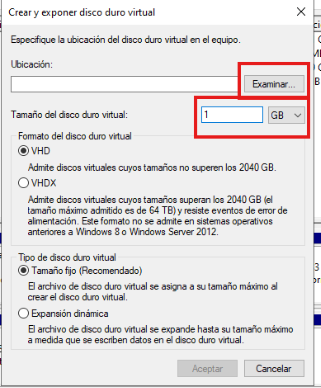 Crear y exponer disco duro virtual
Especifique la ubicación del disco duro virtual en el equipo.
Ubicación:
Examinar...
Tamaño del disco duro virtual: 1 GB
Formato del disco duro virtual
VHD
Admite discos virtuales cuyos tamaños no superen los 2040 GB.
VHDX
Admite discos virtuales cuyos tamaños superan los 2040 GB (el
tamaño máximo admitido es de 64 TB) y resiste eventos de error de
alimentación. Este formato no se admite en sistemas operativos
anteriores a Windows 8 o Windows Server 2012.
Tipo de disco duro virtual
Tamaño fijo (Recomendado)
El archivo de disco duro virtual se asigna a su tamaño máximo al
crear el disco duro virtual.
Expansión dinámica
El archivo de disco duro virtual se expande hasta su tamaño máximo
a medida que se escriben datos en el disco duro virtual.
Aceptar Cancelar